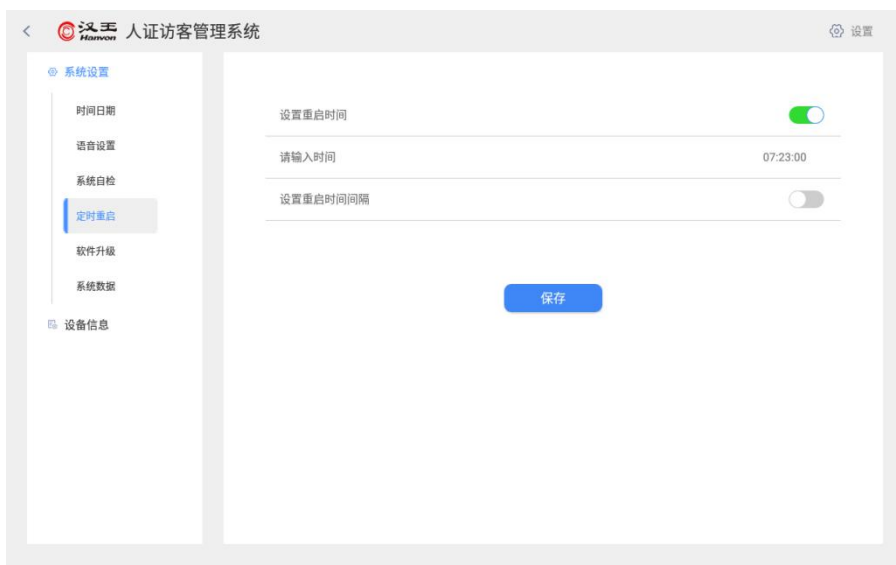 汉王 Hanvon 人证访客管理系统
设置
系统设置
时间日期
语音设置
系统自检
定时重启
软件升级
系统数据
设备信息
设置重启时间
请输入时间 07:23:00
设置重启时间间隔
保存